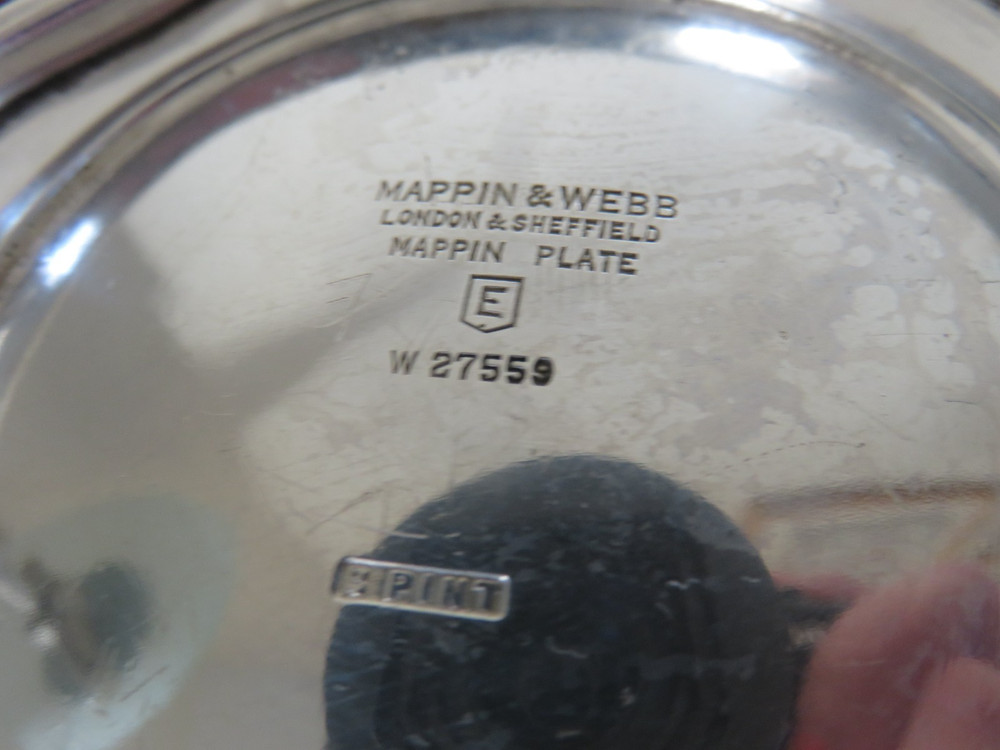 MAPPIN & WEBB
LONDON & SHEFFIELD
MAPPIN PLATE
E
W 27559
PINT